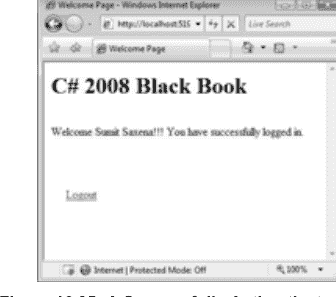 Welcome Page - Windows Internet Explorer
http://localhost:515
Live Search
Welcome Page
C# 2008 Black Book
Welcome Sumit Saxena!!! You have successfully logged in.
Logout
Internet | Protected Mode: Off
100%